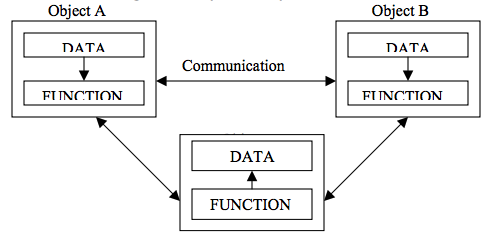 Object A
Object B
DATA
DATA
Communication
FUNCTION
FUNCTION
DATA
FUNCTION